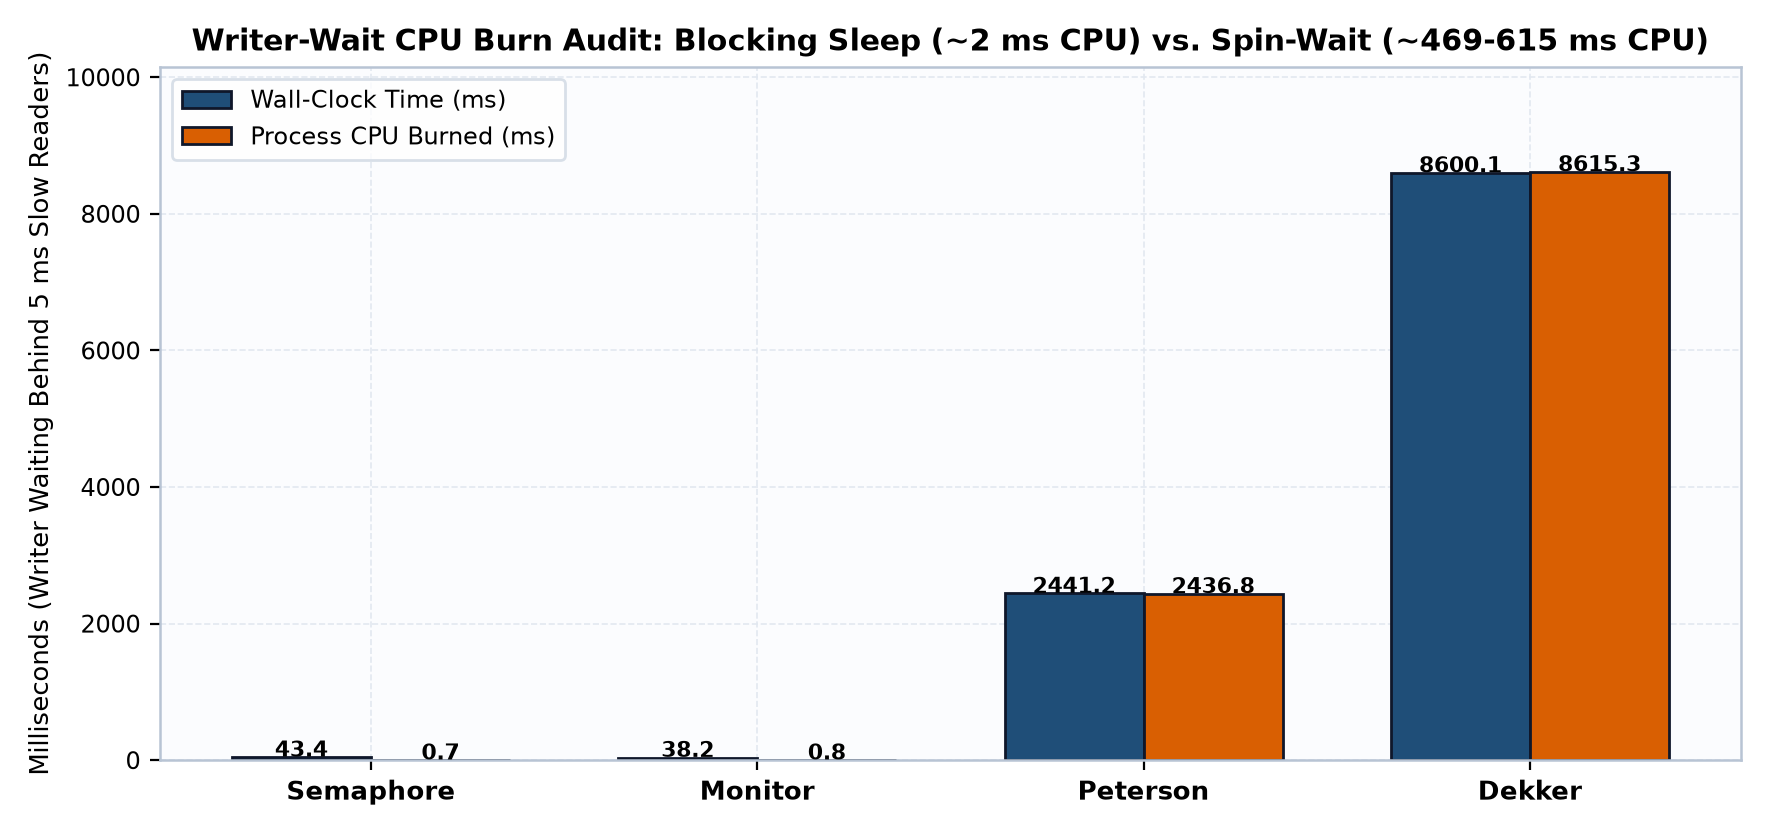 Writer-Wait CPU Burn Audit: Blocking Sleep (~2 ms CPU) vs. Spin-Wait (~469-615 ms CPU)
Milliseconds (Writer Waiting Behind 5 ms Slow Readers)
10000
8000
6000
4000
2000
0
Wall-Clock Time (ms)
Process CPU Burned (ms)
43.4
0.7
38.2
0.8
2441.2
2436.8
8600.1
8615.3
Semaphore
Monitor
Peterson
Dekker